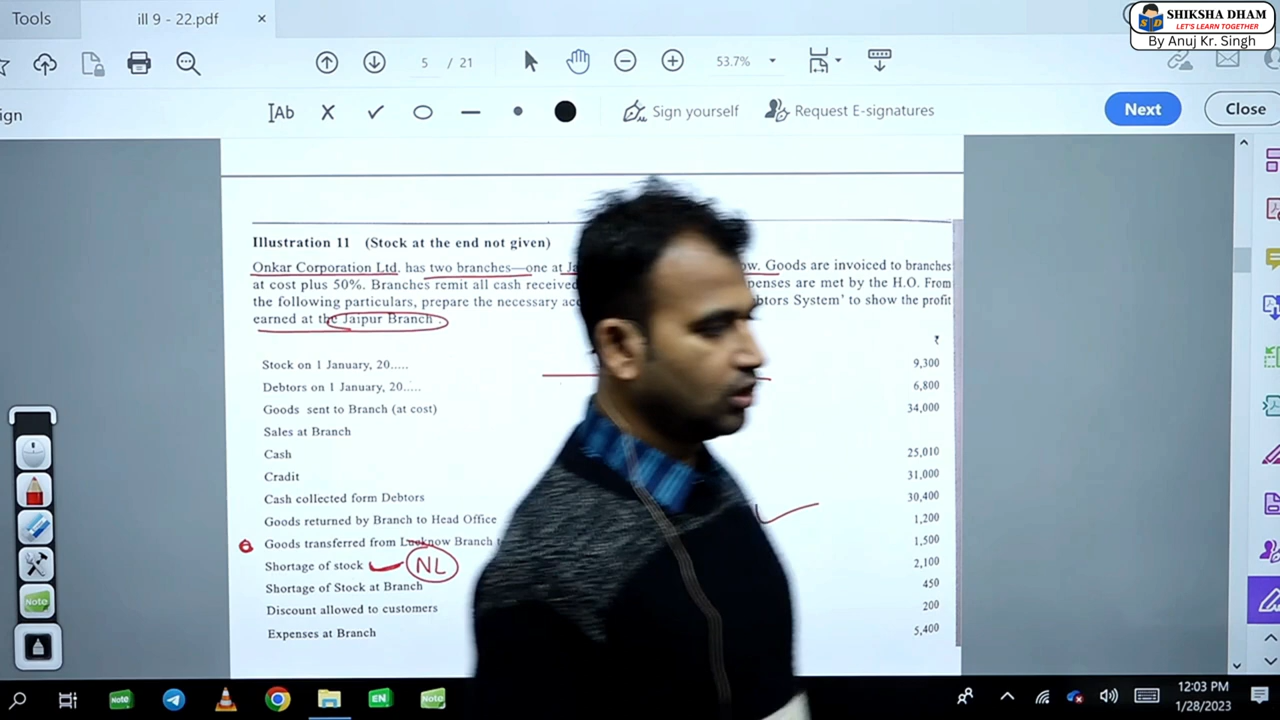 Tools
ill 9 - 22.pdf
SHIKSHA DHAM
LET'S LEARN TOGETHER
By Anuj Kr. Singh
5 / 21
53.7%
ign
Ab
Sign yourself
Request E-signatures
Next
Close
Illustration 11 (Stock at the end not given)
Onkar Corporation Ltd. has two branches—one at Goods are invoiced to branches
at cost plus 50%. Branches remit all cash received are met by the H.O. From
the following particulars, prepare the necessary System' to show the profit
earned at the Jaipur Branch.
₹
Stock on 1 January, 20..... 9,300
Debtors on 1 January, 20..... 6,800
Goods sent to Branch (at cost) 34,000
Sales at Branch
Cash 25,010
Cradit 31,000
Cash collected form Debtors 30,400
Goods returned by Branch to Head Office 1,200
Goods transferred from Lucknow Branch 1,500
Shortage of stock NL 2,100
Shortage of Stock at Branch 450
Discount allowed to customers 200
Expenses at Branch 5,400
Note
Note
EN
Note
12:03 PM
1/28/2023